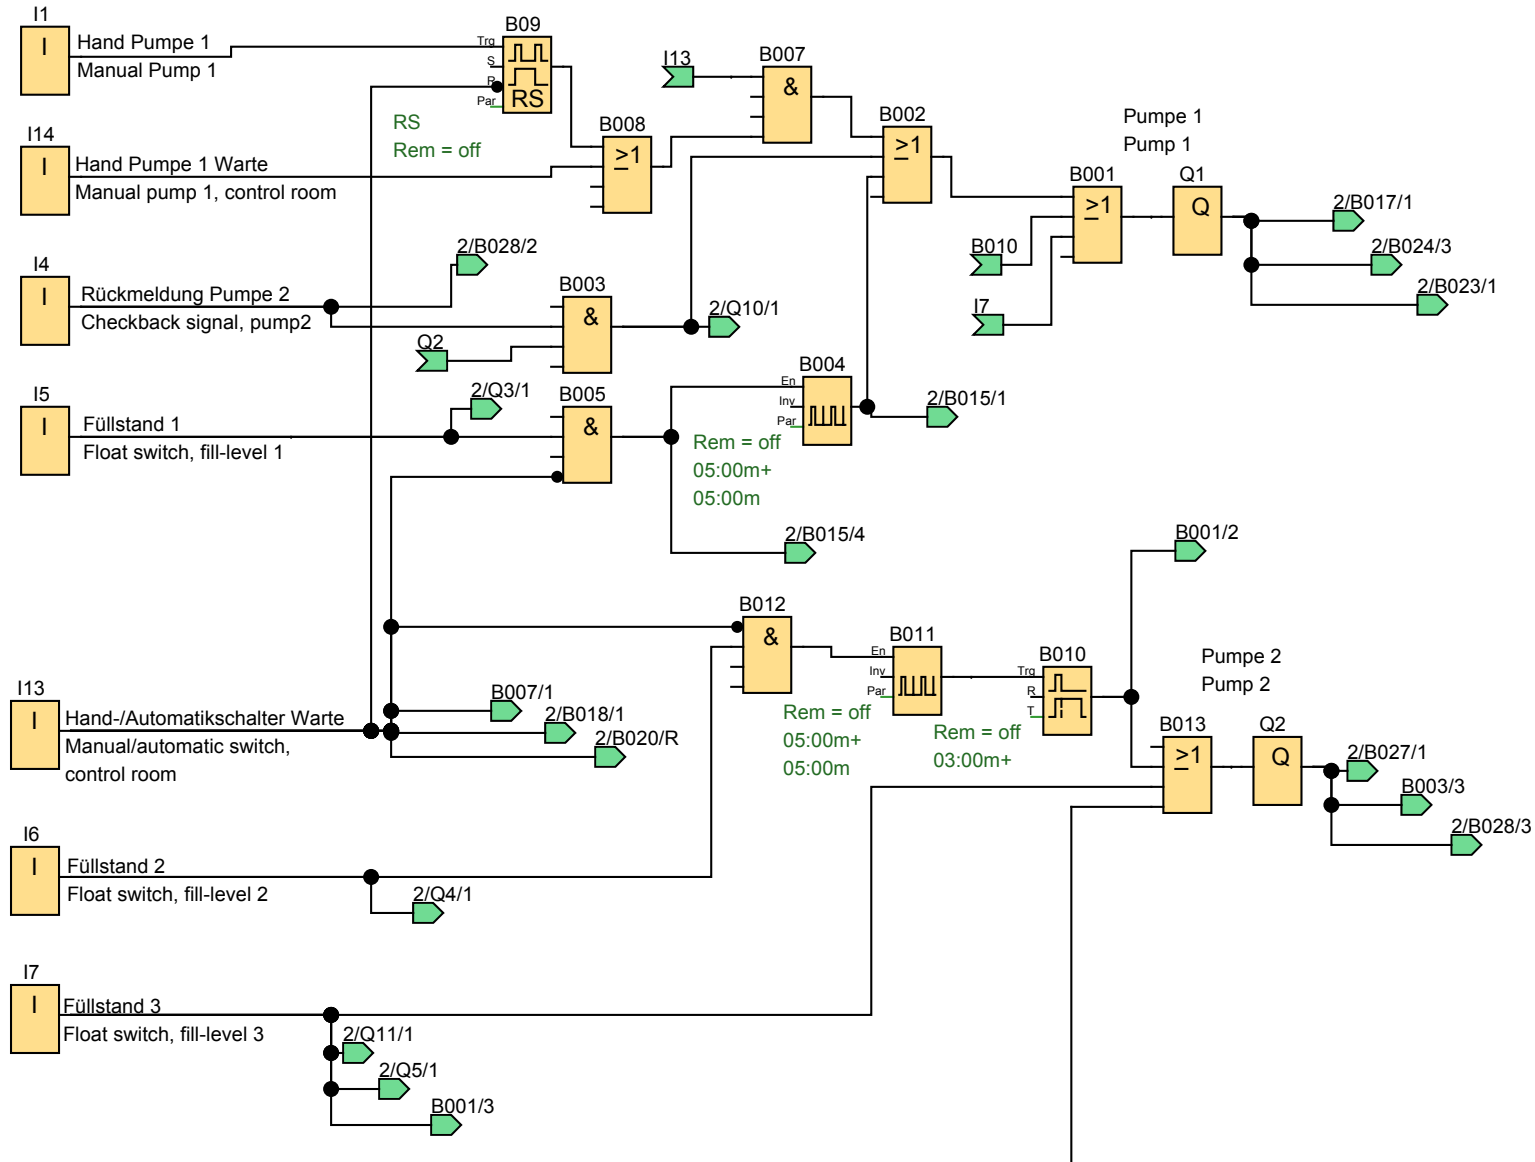 I1
I
Hand Pumpe 1
Manual Pump 1
B09
Trg
S
R
Par
RS
RS
Rem = off
I14
I
Hand Pumpe 1 Warte
Manual pump 1, control room
B008
>1
I13
B007
&
B002
>1
Pumpe 1
Pump 1
B001
>1
Q1
Q
2/B017/1
2/B024/3
2/B023/1
B010
I7
I4
I
Rückmeldung Pumpe 2
Checkback signal, pump2
2/B028/2
B003
&
Q2
2/Q10/1
I5
I
Füllstand 1
Float switch, fill-level 1
2/Q3/1
B005
&
B004
En
Inv
Par
Rem = off
05:00m+
05:00m
2/B015/1
2/B015/4
B001/2
B012
&
B011
En
Inv
Par
Rem = off
05:00m+
05:00m
B010
Trg
R
T
Rem = off
03:00m+
Pumpe 2
Pump 2
B013
>1
Q2
Q
2/B027/1
B003/3
2/B028/3
I13
I
Hand-/Automatikschalter Warte
Manual/automatic switch,
control room
B007/1
2/B018/1
2/B020/R
I6
I
Füllstand 2
Float switch, fill-level 2
2/Q4/1
I7
I
Füllstand 3
Float switch, fill-level 3
2/Q11/1
2/Q5/1
B001/3